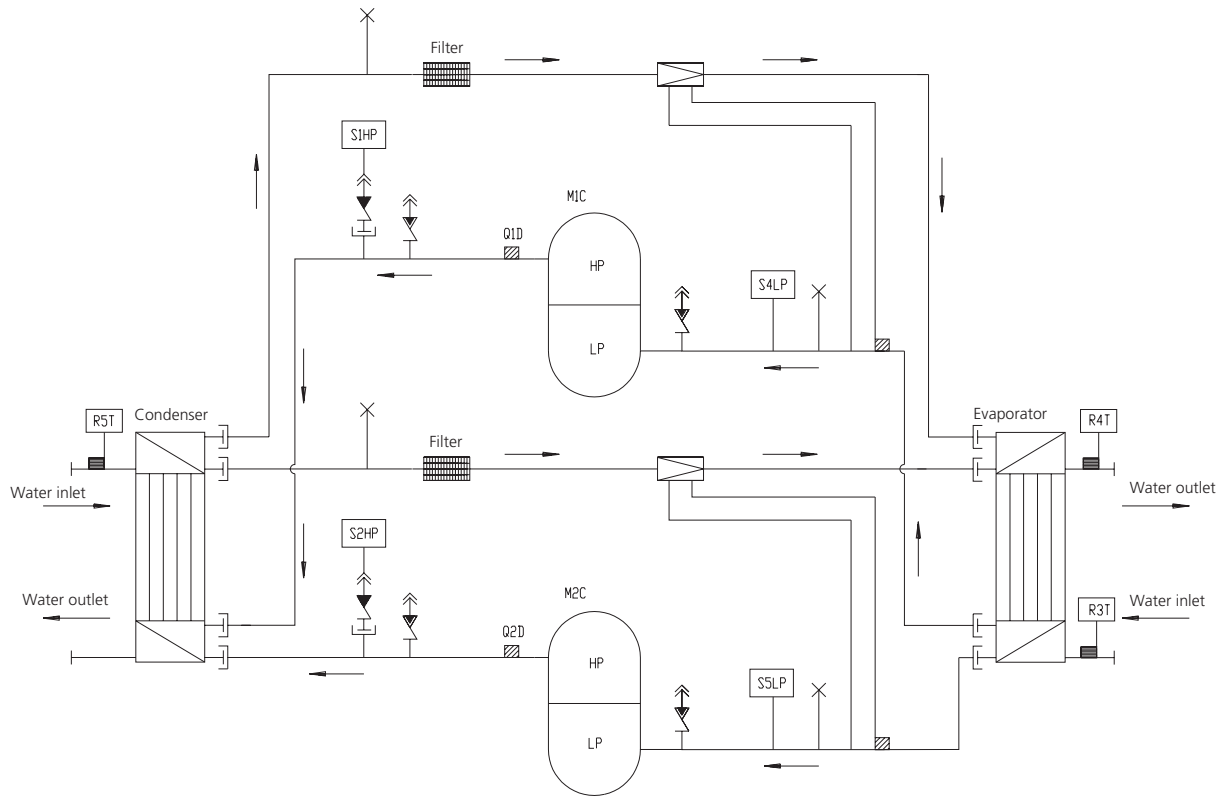 Filter
S1HP
M1C
Q1D
HP
S4LP
LP
R5T
Condenser
Filter
Evaporator
R4T
Water inlet
Water outlet
S2HP
M2C
Water outlet
Q2D
R3T
Water inlet
HP
S5LP
LP